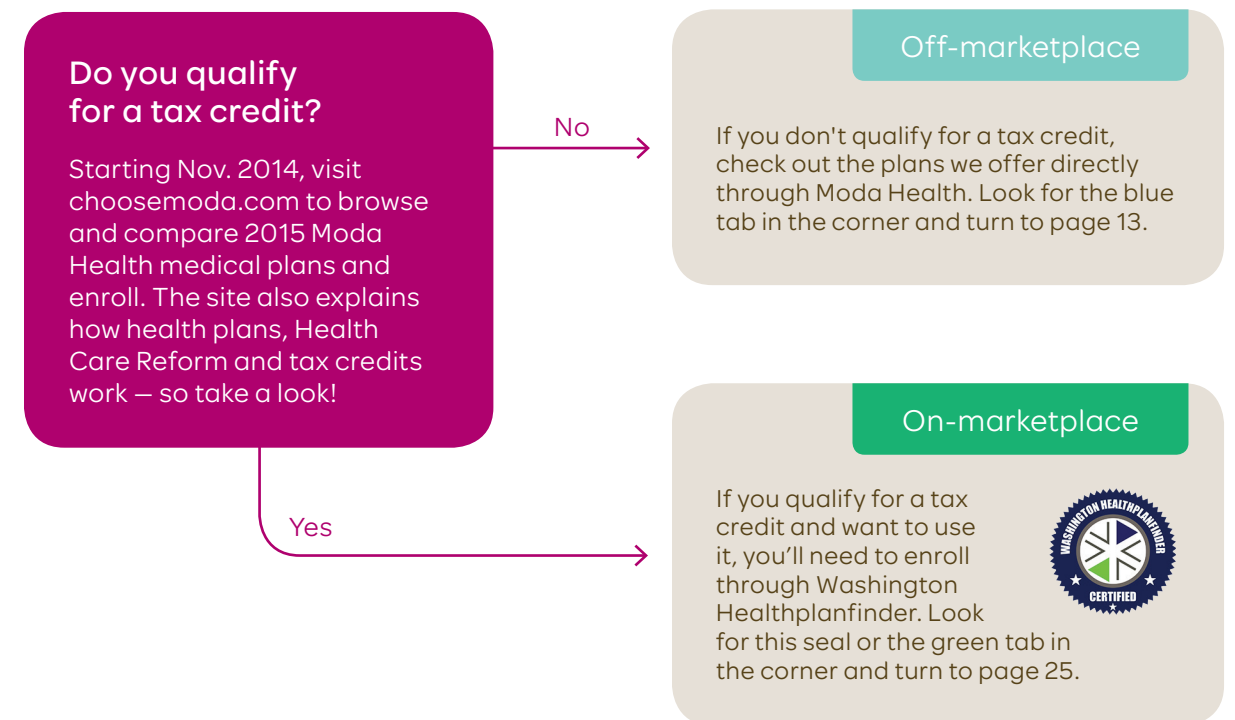 Do you qualify
for a tax credit?
Starting Nov. 2014, visit
choosemoda.com to browse
and compare 2015 Moda
Health medical plans and
enroll. The site also explains
how health plans, Health
Care Reform and tax credits
work — so take a look!
No
Off-marketplace
If you don't qualify for a tax credit,
check out the plans we offer directly
through Moda Health. Look for the blue
tab in the corner and turn to page 13.
Yes
On-marketplace
If you qualify for a tax
credit and want to use
it, you’ll need to enroll
through Washington
Healthplanfinder. Look
for this seal or the green tab in
the corner and turn to page 25.
WASHINGTON HEALTHPLANFINDER
CERTIFIED